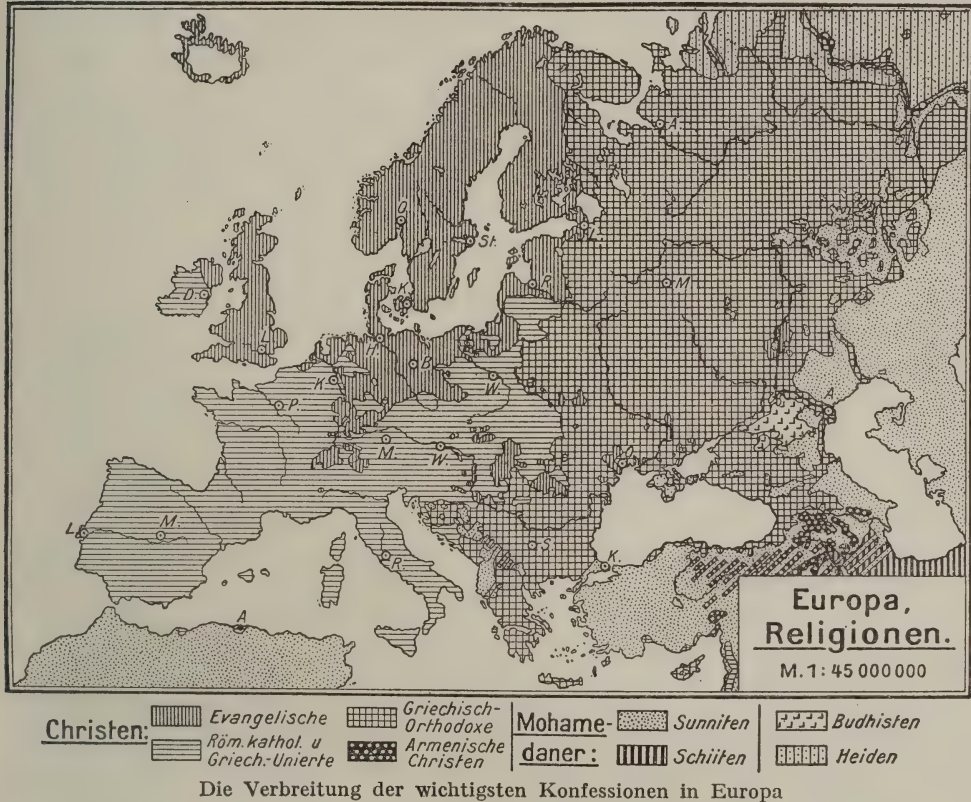 A.
O.
St.
L.
R.
M.
D.
K.
L.
H.
B.
K.
W.
P.
A.
M.
W.
B
L.
M.
S.
R.
K.
A
Europa,
Religionen.
M. 1: 45 000 000
Christen:
Evangelische
Griechisch-
Orthodoxe
Röm. kathol. u
Griech.-Unierte
Armenische
Christen
Mohame-
daner:
Sunniten
Schiiten
Budhisten
Heiden
Die Verbreitung der wichtigsten Konfessionen in Europa